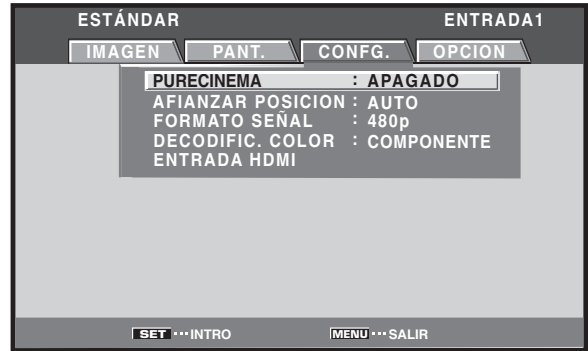 ESTÁNDAR ENTRADA1
IMAGEN PANT. CONFG. OPCION
PURECINEMA : APAGADO
AFIANZAR POSICION : AUTO
FORMATO SEÑAL : 480p
DECODIFIC. COLOR : COMPONENTE
ENTRADA HDMI
SET ··· INTRO MENU ··· SALIR